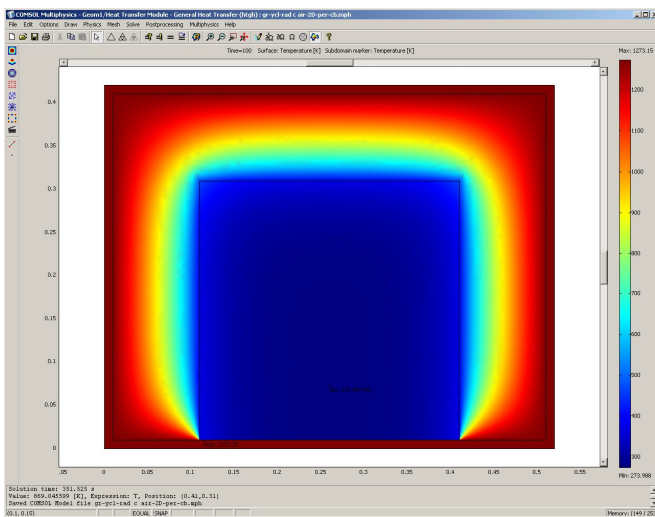 COMSOL Multiphysics - Geom1/Heat Transfer Module - General Heat Transfer (htgh) : gr-ycl-rad c air-2D-per-cb.mph
File Edit Options Draw Physics Mesh Solve Postprocessing Multiphysics Help
Time=100 Surface: Temperature [K] Subdomain marker: Temperature [K]
Max: 1273.15
0.4
0.35
0.3
0.25
0.2
0.15
0.1
0.05
0
.05 0 0.05 0.1 0.15 0.2 0.25 0.3 0.35 0.4 0.45 0.5 0.55
1200
1100
1000
900
800
700
600
500
400
300
Min: 273.988
Solution time: 351.523 s
Value: 869.045599 [K], Expression: T, Position: (0.41,0.31)
Saved COMSOL Model file gr-ycl-rad c air-2D-per-cb.mph
(0.1, 0.15) EQUAL SNAP Memory: (149 / 253